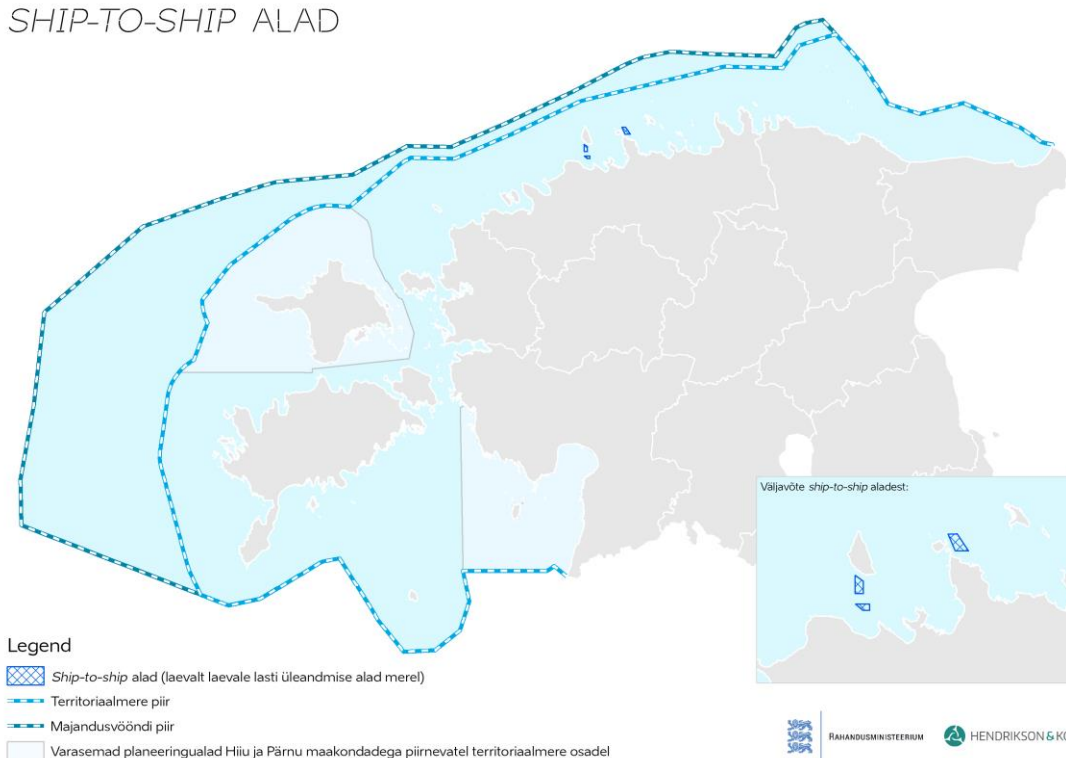 SHIP-TO-SHIP ALAD
Väljavõte ship-to-ship aladest:
Legend
Ship-to-ship alad (laevalt laevale lasti üleandmise alad merel)
Territoriaalmere piir
Majandusvööndi piir
Varasemad planeeringualad Hiiu ja Pärnu maakondadega piirnevatel territoriaalmere osadel
RAHANDUSMINISTEERIUM
HENDRIKSON & KO